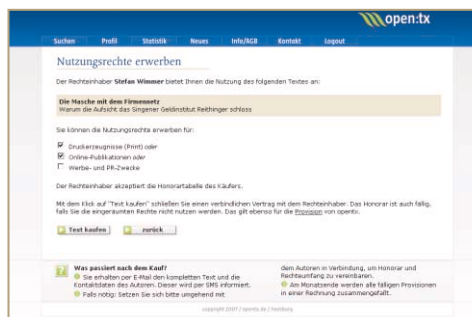 open:tx
Suchen Profil Statistik Neues Info/AGB Kontakt Logout
Nutzungsrechte erwerben
Der Rechteinhaber Stefan Wimmer bietet Ihnen die Nutzung des folgenden Textes an:
Die Masche mit dem Firmennetz
Warum die Aufsicht das Singener Geldinstitut Reithinger schloss
Sie können die Nutzungsrechte erwerben für:
Druckerzeugnisse (Print) oder
Online-Publikationen oder
Werbe- und PR-Zwecke
Der Rechteinhaber akzeptiert die Honorartabelle des Käufers.
Mit dem Klick auf "Text kaufen" schließen Sie einen verbindlichen Vertrag mit dem Rechteinhaber. Das Honorar ist auch fällig,
falls Sie die eingeräumten Rechte nicht nutzen werden. Das gilt ebenso für die Provision von opentx.
Text kaufen zurück
Was passiert nach dem Kauf?
Sie erhalten per E-Mail den kompletten Text und die
Kontaktdaten des Autoren. Dieser wird per SMS informiert.
Falls nötig: Setzen Sie sich bitte umgehend mit
dem Autoren in Verbindung, um Honorar und
Rechteumfang zu vereinbaren.
Am Monatsende werden alle fälligen Provisionen
in einer Rechnung zusammengefaßt.
copyright 2007 / opentx.de / hamburg